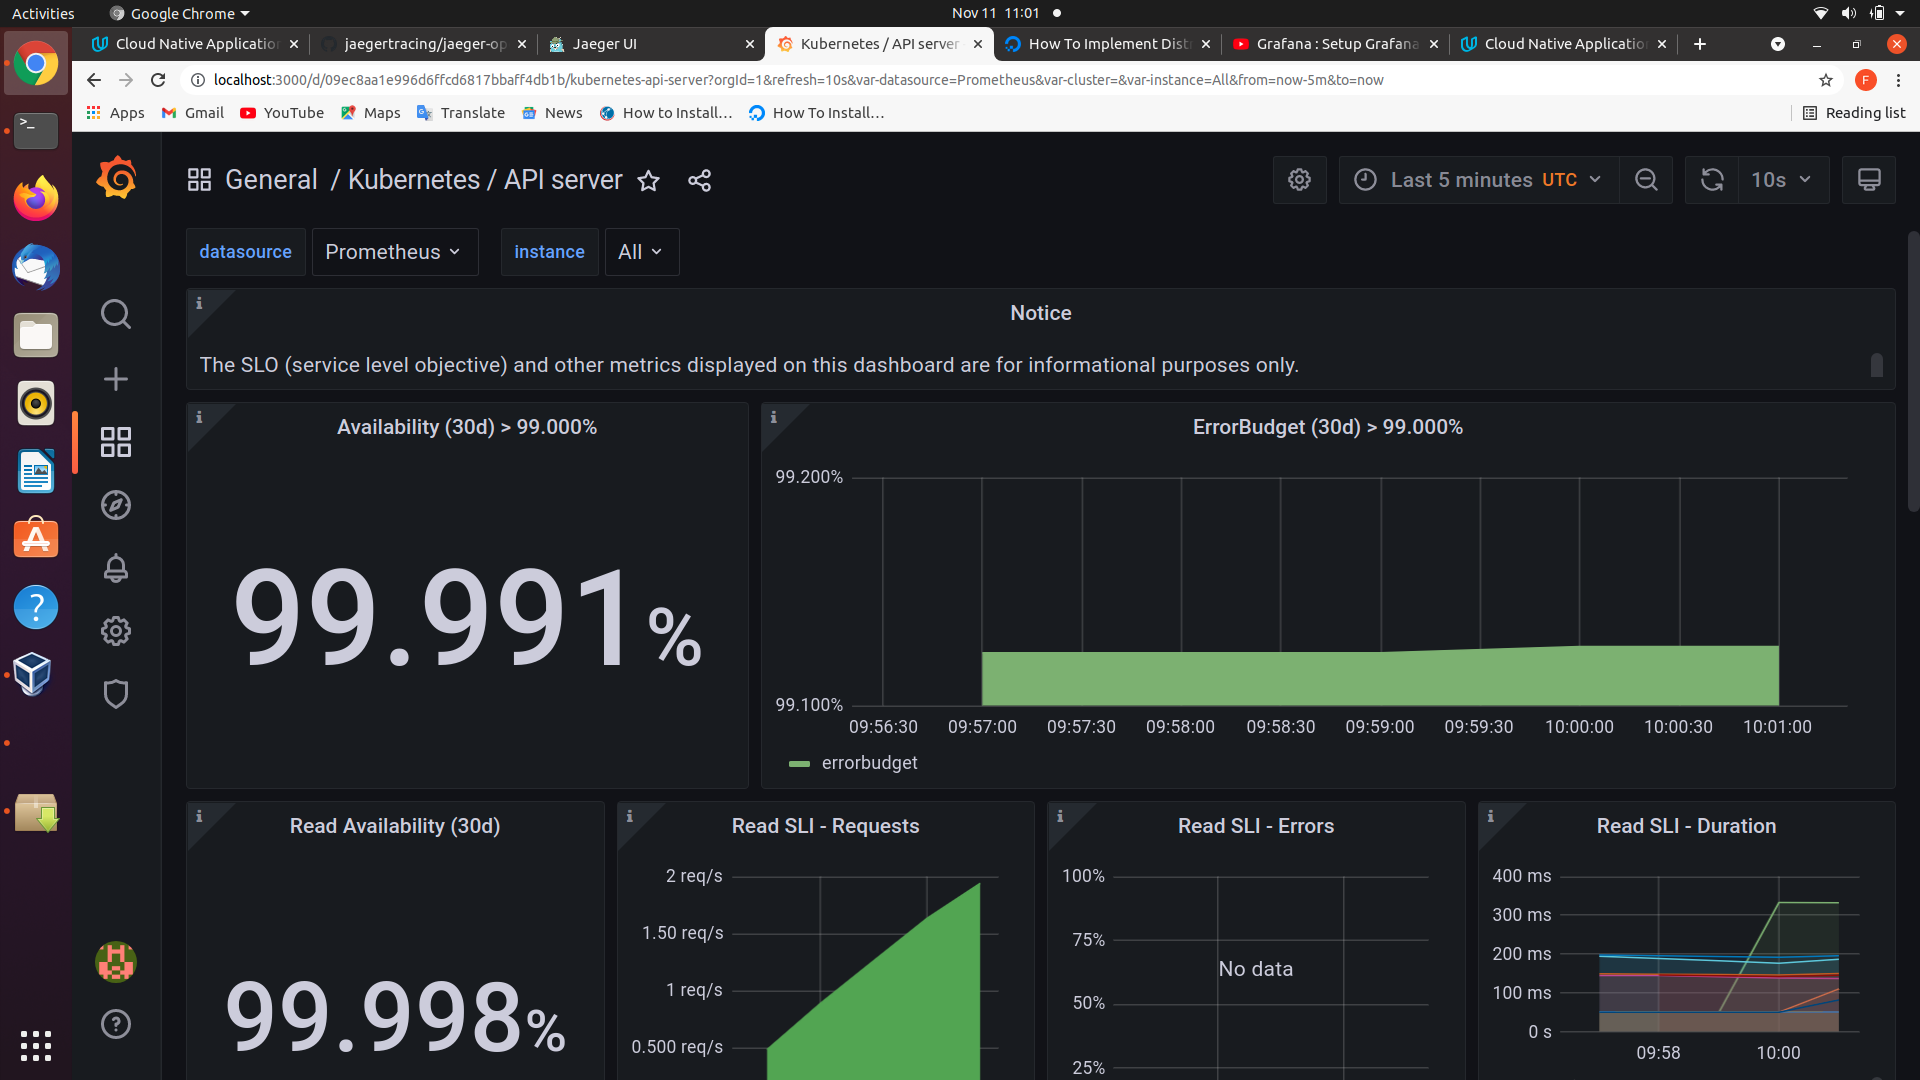 Activities
Google Chrome
Nov 11 11:01
Cloud Native Applicatio
jaegertracing/jaeger-op
Jaeger UI
Kubernetes / API server
How To Implement Dist
Grafana : Setup Grafana
Cloud Native Applicatio
localhost:3000/d/09ec8aa1e996d6ffcd6817bbaff4db1b/kubernetes-api-server?orgId=1&refresh=10s&var-datasource=Prometheus&var-cluster=&var-instance=All&from=now-5m&to=now
F
Apps
Gmail
YouTube
Maps
Translate
News
How to Install…
How To Install…
Reading list
General / Kubernetes / API server
Last 5 minutes UTC
10s
datasource
Prometheus
instance
All
Notice
The SLO (service level objective) and other metrics displayed on this dashboard are for informational purposes only.
Availability (30d) > 99.000%
99.991%
ErrorBudget (30d) > 99.000%
99.200%
99.100%
09:56:30 09:57:00 09:57:30 09:58:00 09:58:30 09:59:00 09:59:30 10:00:00 10:00:30 10:01:00
errorbudget
Read Availability (30d)
99.998%
Read SLI - Requests
2 req/s
1.50 req/s
1 req/s
0.500 req/s
Read SLI - Errors
100%
75%
No data
50%
25%
Read SLI - Duration
400 ms
300 ms
200 ms
100 ms
0 s
09:58 10:00